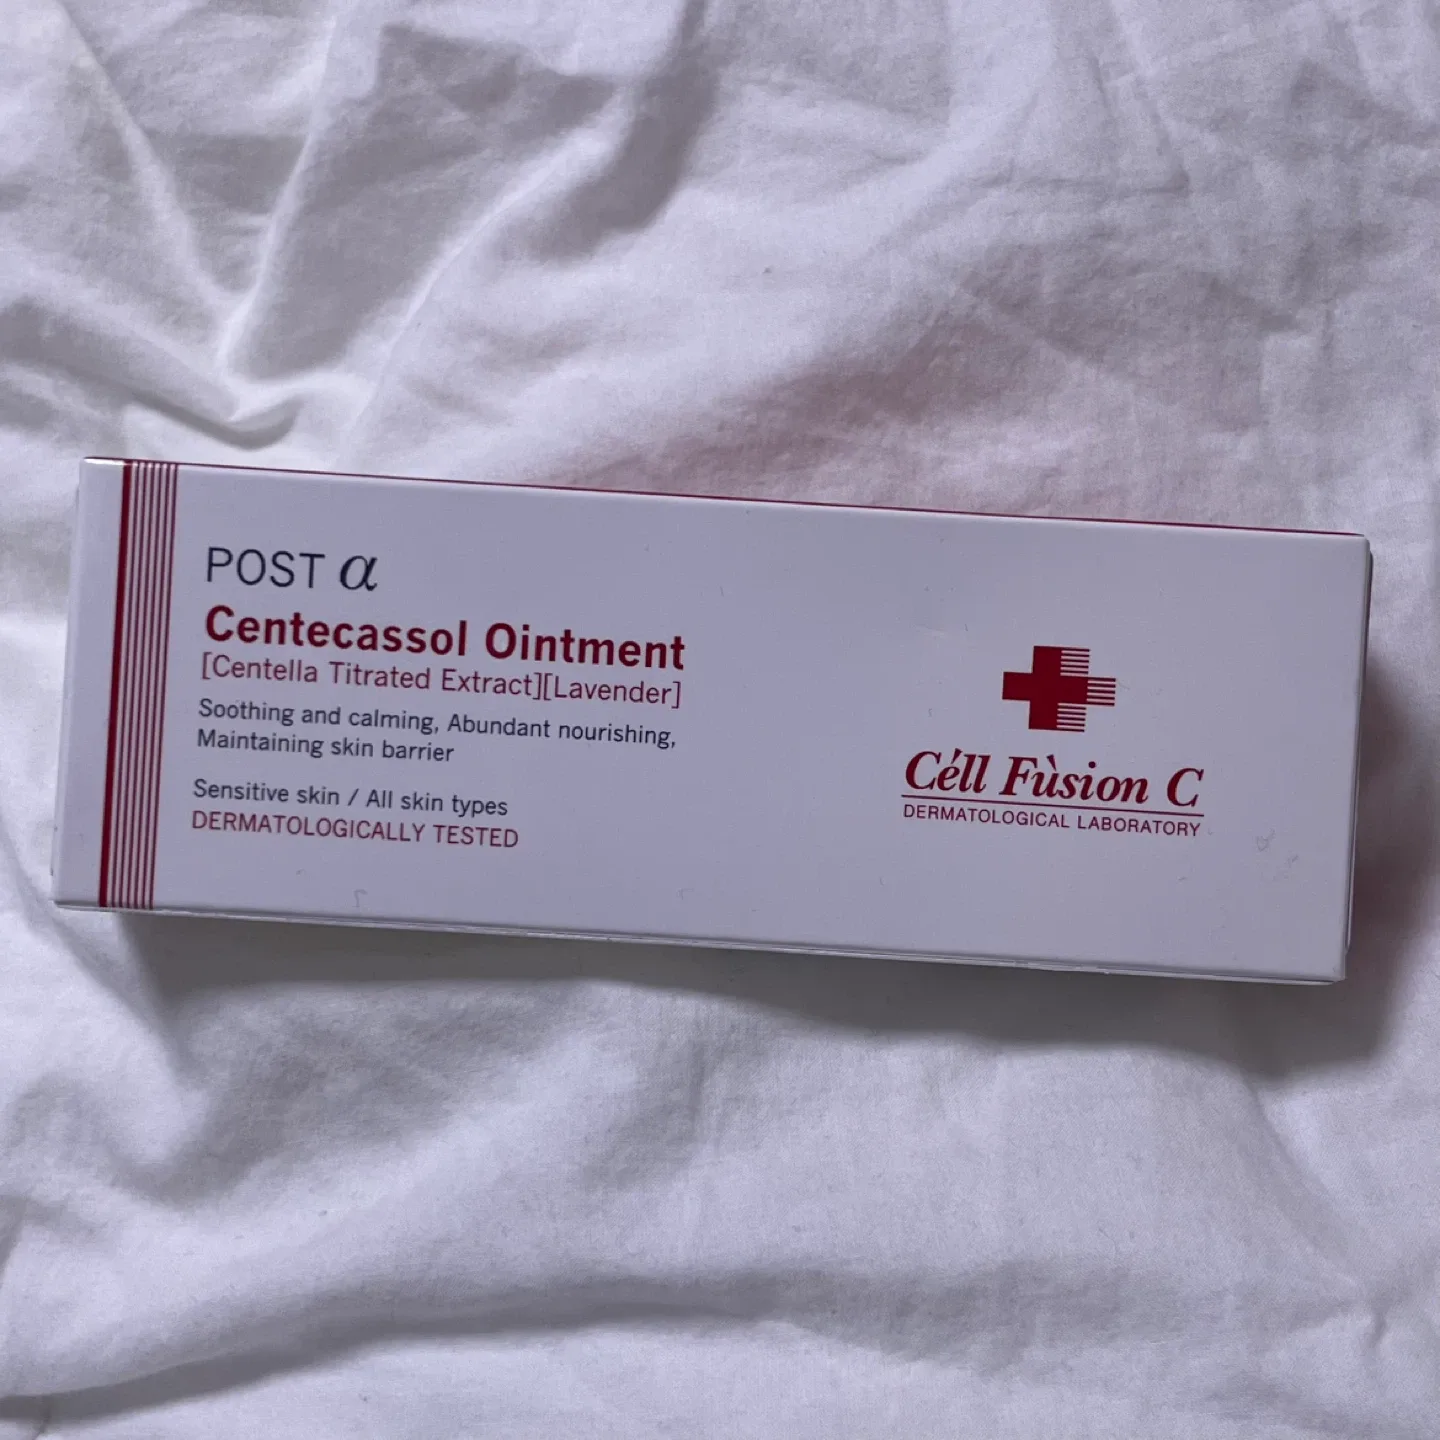 POST α
Centecassol Ointment
[Centella Titrated Extract][Lavender]
Soothing and calming, Abundant nourishing,
Maintaining skin barrier
Sensitive skin / All skin types
DERMATOLOGICALLY TESTED
Céll Fùsion C
DERMATOLOGICAL LABORATORY